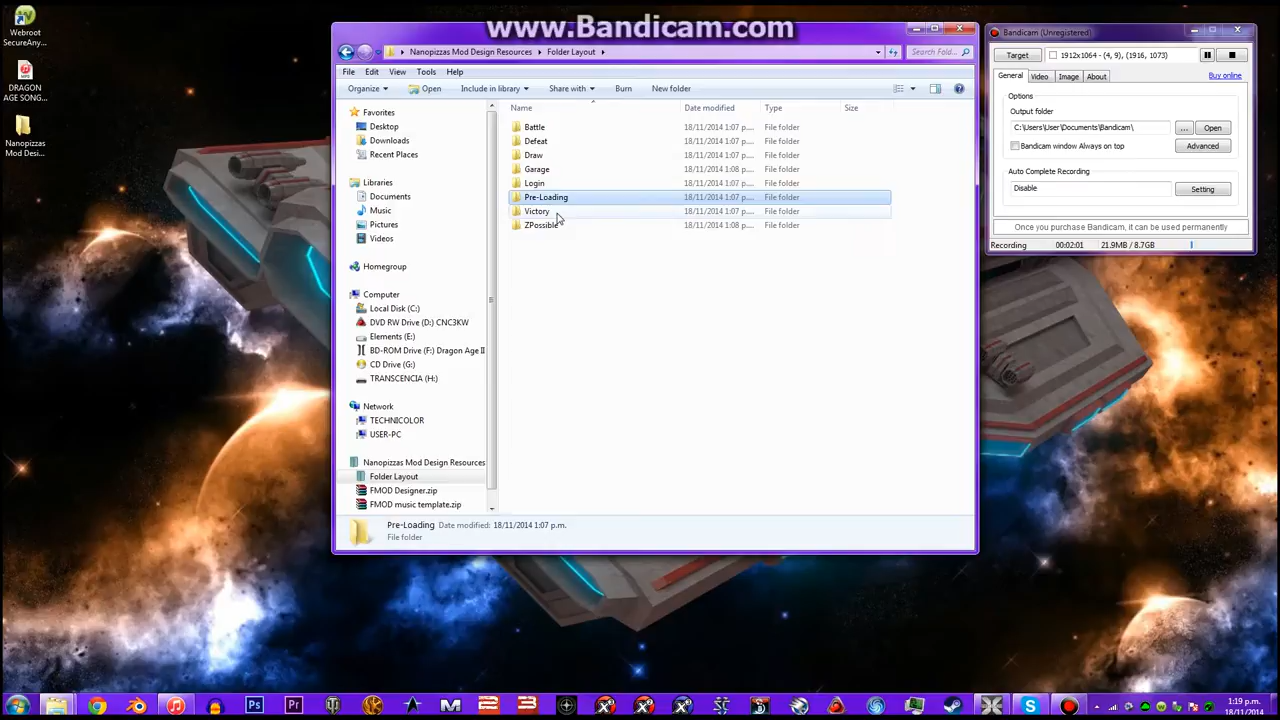 www.Bandicam.com
Webroot
SecureAny...
DRAGON
AGE SONG...
Nanopizzas
Mod Desi...
Nanopizzas Mod Design Resources
Folder Layout
Search Fold...
File Edit View Tools Help
Organize Open Include in library Share with Burn New folder
Name Date modified Type Size
Favorites
Desktop
Downloads
Recent Places
Libraries
Documents
Music
Pictures
Videos
Homegroup
Computer
Local Disk (C:)
DVD RW Drive (D:) CNC3KW
Elements (E:)
BD-ROM Drive (F:) Dragon Age II
CD Drive (G:)
TRANSCENCIA (H:)
Network
TECHNICOLOR
USER-PC
Nanopizzas Mod Design Resources
Folder Layout
FMOD Designer.zip
FMOD music template.zip
Battle 18/11/2014 1:07 p.m.... File folder
Defeat 18/11/2014 1:07 p.m.... File folder
Draw 18/11/2014 1:07 p.m.... File folder
Garage 18/11/2014 1:08 p.m.... File folder
Login 18/11/2014 1:07 p.m.... File folder
Pre-Loading 18/11/2014 1:07 p.m.... File folder
Victory 18/11/2014 1:07 p.m.... File folder
ZPossible 18/11/2014 1:08 p.m.... File folder
Pre-Loading Date modified: 18/11/2014 1:07 p.m.
File folder
Bandicam (Unregistered)
Target 1912x1064 - (4, 9), (1916, 1073)
General Video Image About Buy online
Options
Output folder
C:\Users\User\Documents\Bandicam\ ... Open
Bandicam window Always on top Advanced
Auto Complete Recording
Disable Setting
Once you purchase Bandicam, it can be used permanently
Recording 00:02:01 21.9MB / 8.7GB
Ps Pr
1:19 p.m.
18/11/2014